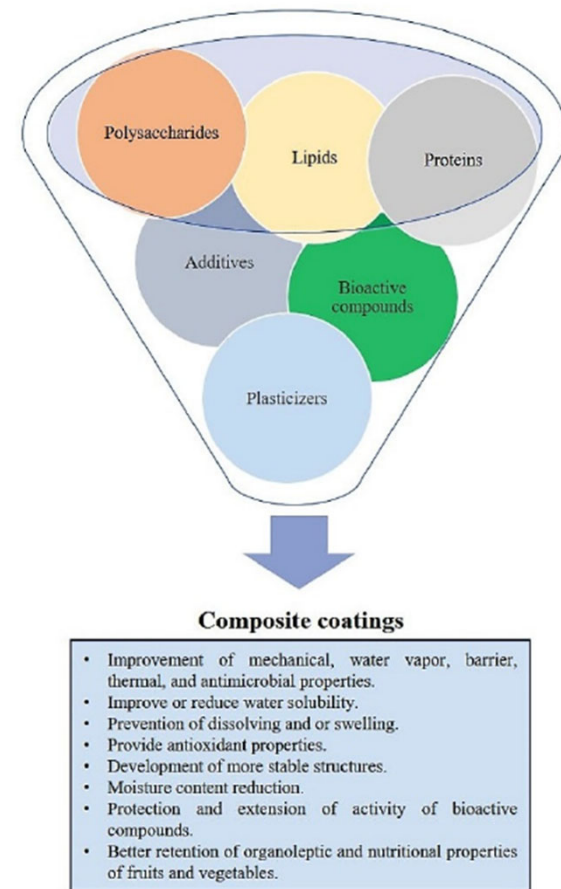 Polysaccharides
Lipids
Proteins
Additives
Bioactive
compounds
Plasticizers
Composite coatings
• Improvement of mechanical, water vapor, barrier,
thermal, and antimicrobial properties.
• Improve or reduce water solubility.
• Prevention of dissolving and or swelling.
• Provide antioxidant properties.
• Development of more stable structures.
• Moisture content reduction.
• Protection and extension of activity of bioactive
compounds.
• Better retention of organoleptic and nutritional properties
of fruits and vegetables.